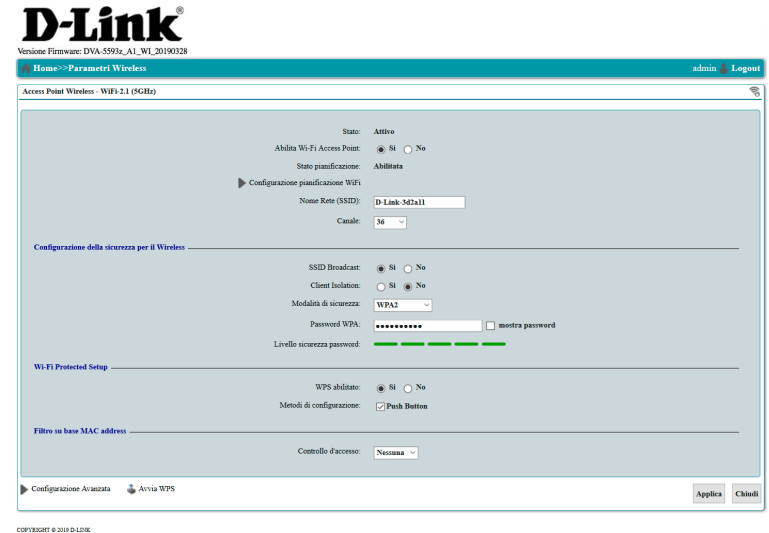 D-Link®
Versione Firmware: DVA-5593z_A1_WI_20190328
Home>>Parametri Wireless admin Logout
Access Point Wireless - WiFi-2.1 (5GHz)
Stato: Attivo
Abilita Wi-Fi Access Point: Si No
Stato pianificazione: Abilitata
Configurazione pianificazione WiFi
Nome Rete (SSID): D-Link-3d2a11
Canale: 36
Configurazione della sicurezza per il Wireless
SSID Broadcast: Si No
Client Isolation: Si No
Modalità di sicurezza: WPA2
Password WPA: •••••••••• mostra password
Livello sicurezza password:
Wi-Fi Protected Setup
WPS abilitato: Si No
Metodi di configurazione: Push Button
Filtro su base MAC address
Controllo d'accesso: Nessuna
Configurazione Avanzata Avvia WPS Applica Chiudi
COPYRIGHT © 2019 D-LINK